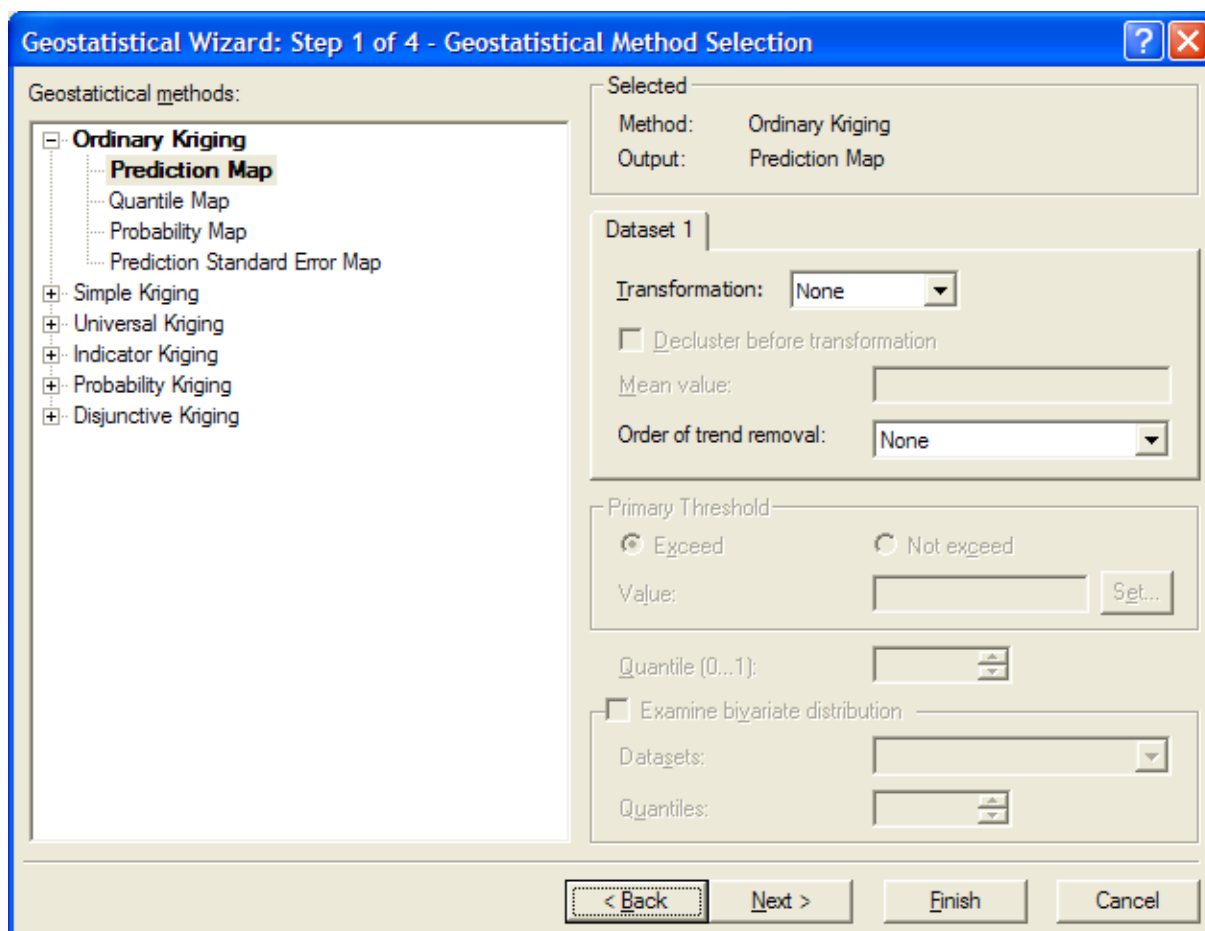 Geostatistical Wizard: Step 1 of 4 - Geostatistical Method Selection
Geostatictical methods:
Ordinary Kriging
Prediction Map
Quantile Map
Probability Map
Prediction Standard Error Map
Simple Kriging
Universal Kriging
Indicator Kriging
Probability Kriging
Disjunctive Kriging
Selected
Method: Ordinary Kriging
Output: Prediction Map
Dataset 1
Transformation: None
Decluster before transformation
Mean value:
Order of trend removal: None
Primary Threshold
Exceed Not exceed
Value: Set...
Quantile (0...1):
Examine bivariate distribution
Datasets:
Quantiles:
< Back Next > Finish Cancel